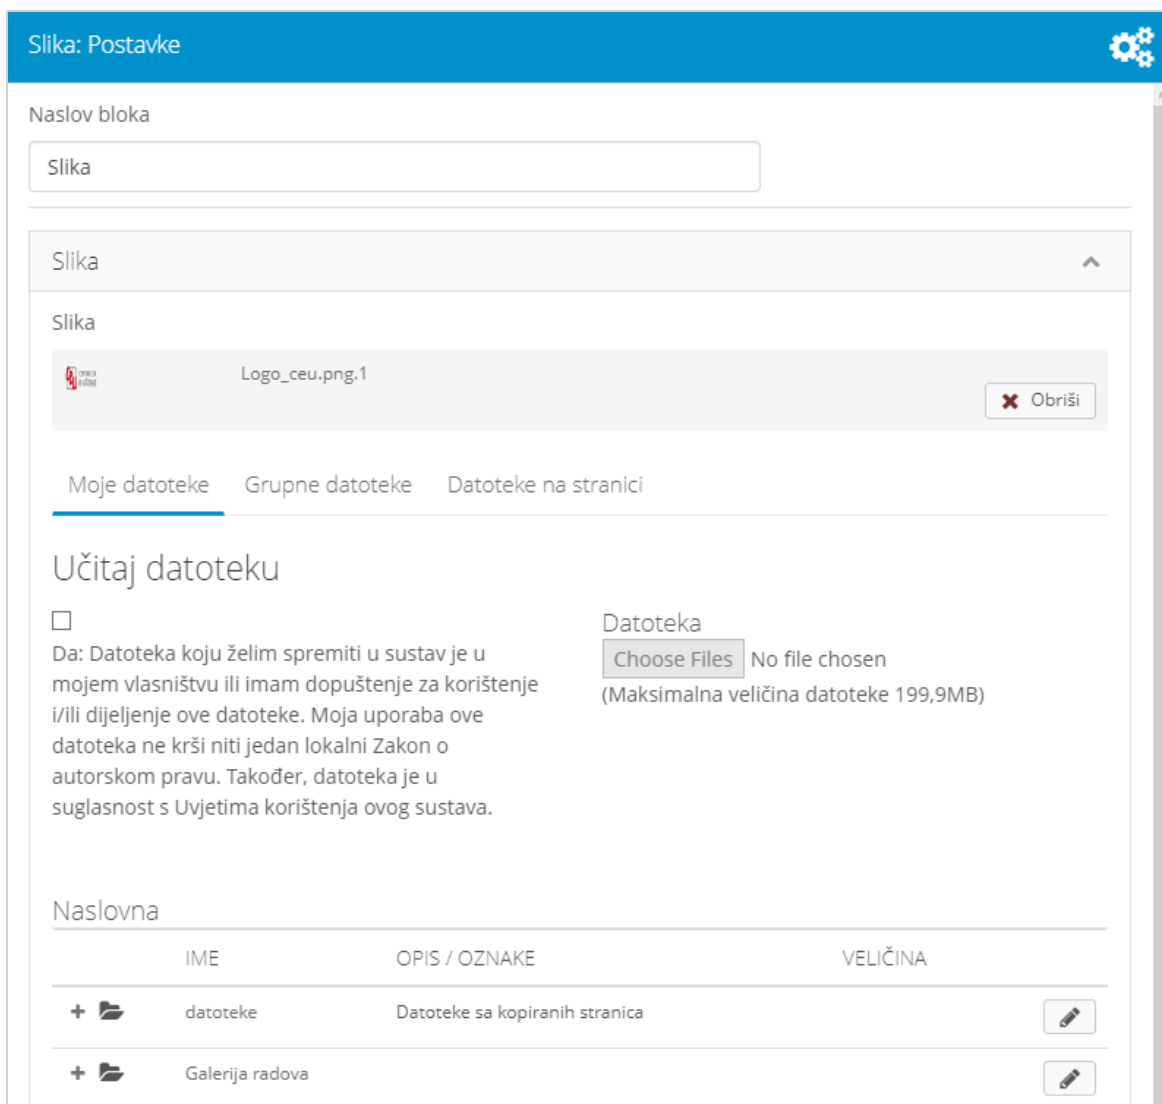 Slika: Postavke
Naslov bloka
Slika
Slika
Slika
Logo_ceu.png.1
Obriši
Moje datoteke Grupne datoteke Datoteke na stranici
Učitaj datoteku
Da: Datoteka koju želim spremiti u sustav je u
mojem vlasništvu ili imam dopuštenje za korištenje
i/ili dijeljenje ove datoteke. Moja uporaba ove
datoteka ne krši niti jedan lokalni Zakon o
autorskom pravu. Također, datoteka je u
suglasnost s Uvjetima korištenja ovog sustava.
Datoteka
Choose Files No file chosen
(Maksimalna veličina datoteke 199,9MB)
Naslovna
IME OPIS / OZNAKE VELIČINA
datoteke Datoteke sa kopiranih stranica
Galerija radova